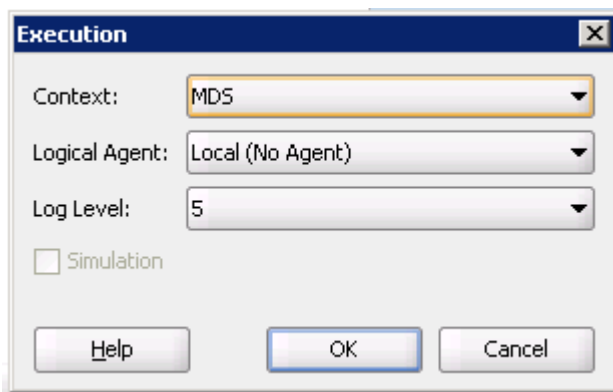 Execution
Context: MDS
Logical Agent: Local (No Agent)
Log Level: 5
Simulation
Help OK Cancel